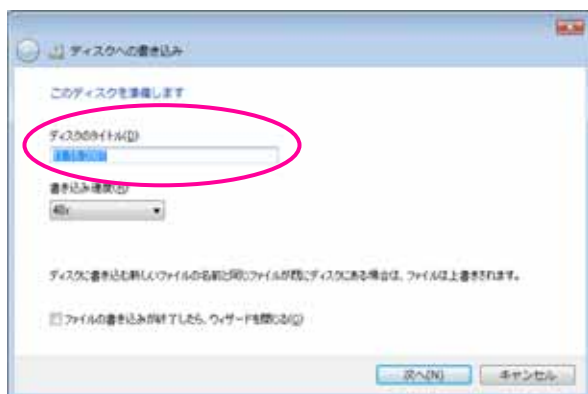 ディスクへの書き込み
このディスクを準備します
ディスクのタイトル(D)
書き込み速度(R)
40x
ディスクに書き込む新しいファイルの名前と同じファイルが既にディスクにある場合は、ファイルは上書きされます。
ファイルの書き込みが終了したら、ウィザードを閉じる(C)
次へ(N)
キャンセル